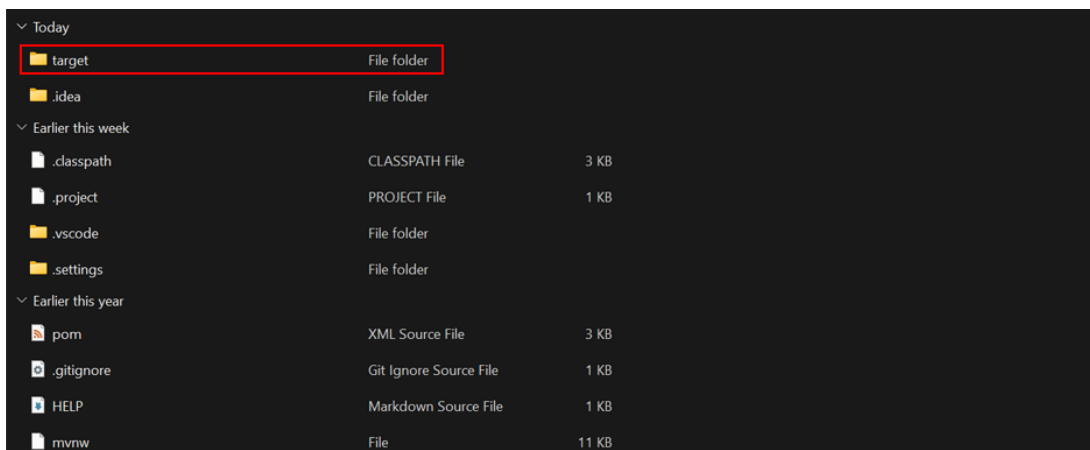 Today
target File folder
.idea File folder
Earlier this week
.classpath CLASSPATH File 3 KB
.project PROJECT File 1 KB
.vscode File folder
.settings File folder
Earlier this year
pom XML Source File 3 KB
.gitignore Git Ignore Source File 1 KB
HELP Markdown Source File 1 KB
mvnw File 11 KB